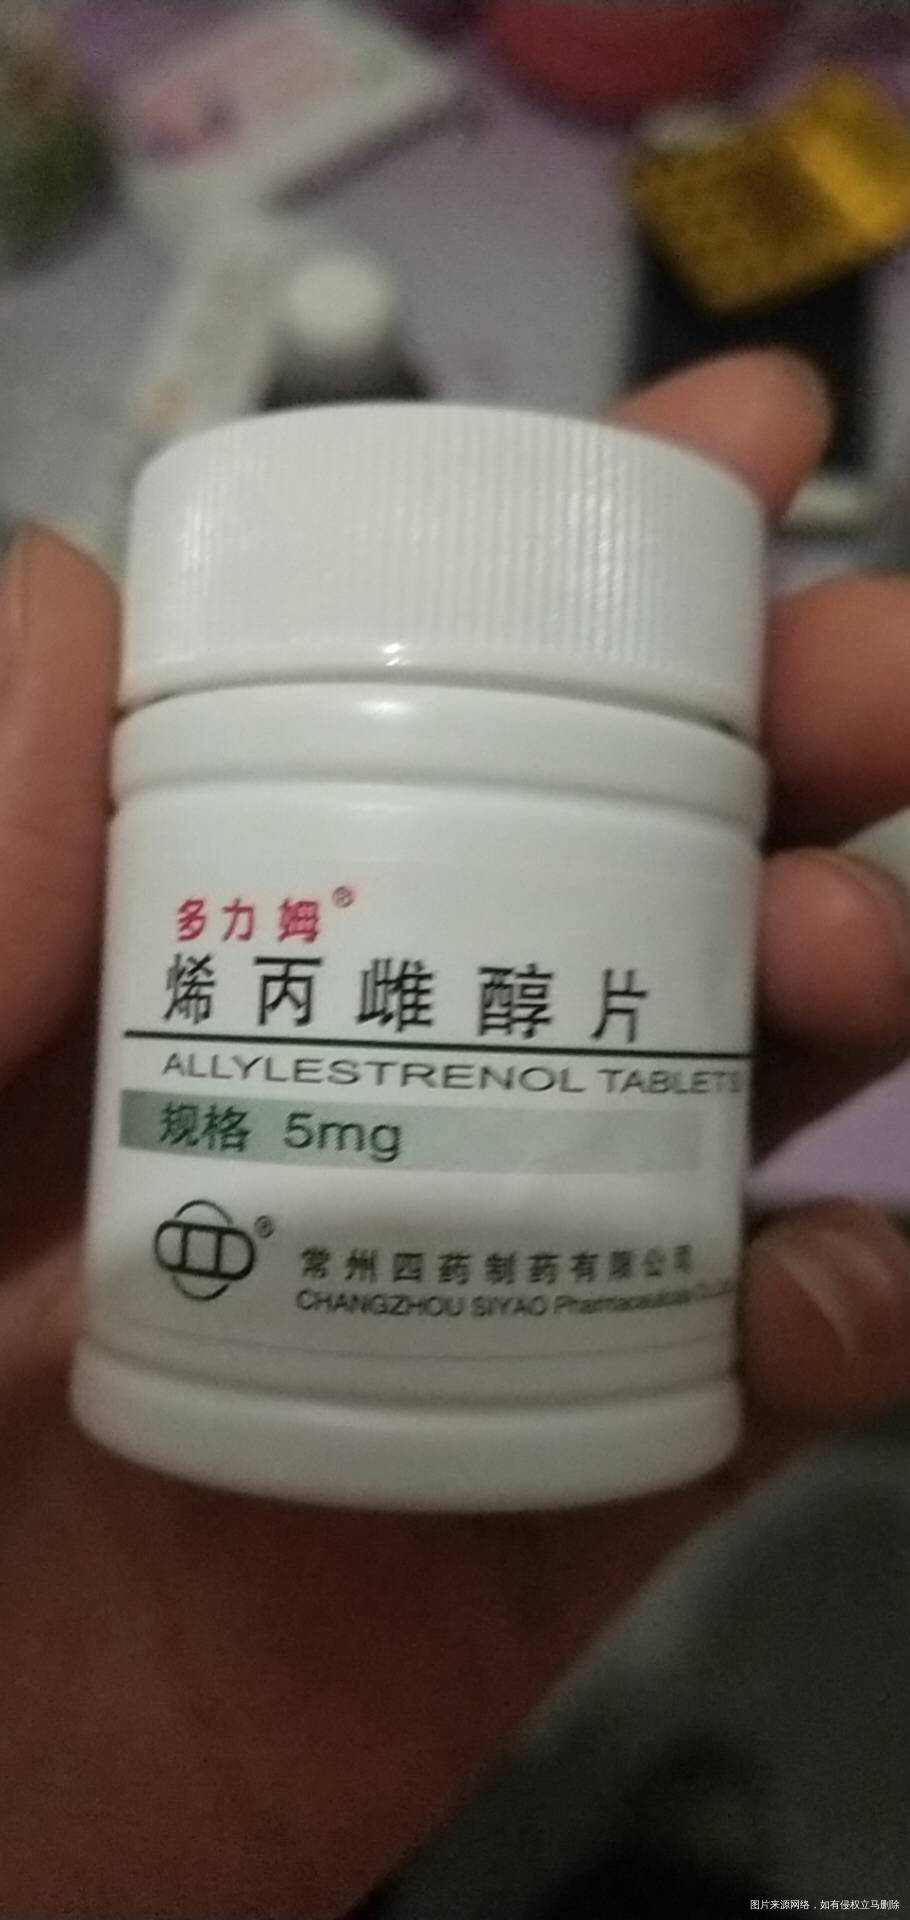 多力姆®
烯丙雌醇片
ALLYLESTRENOL TABLETS
规格 5mg
®
常州四药制药有限公司
CHANGZHOU SIYAO Pharmaceuticals
图片来源网络，如有侵权立马删除